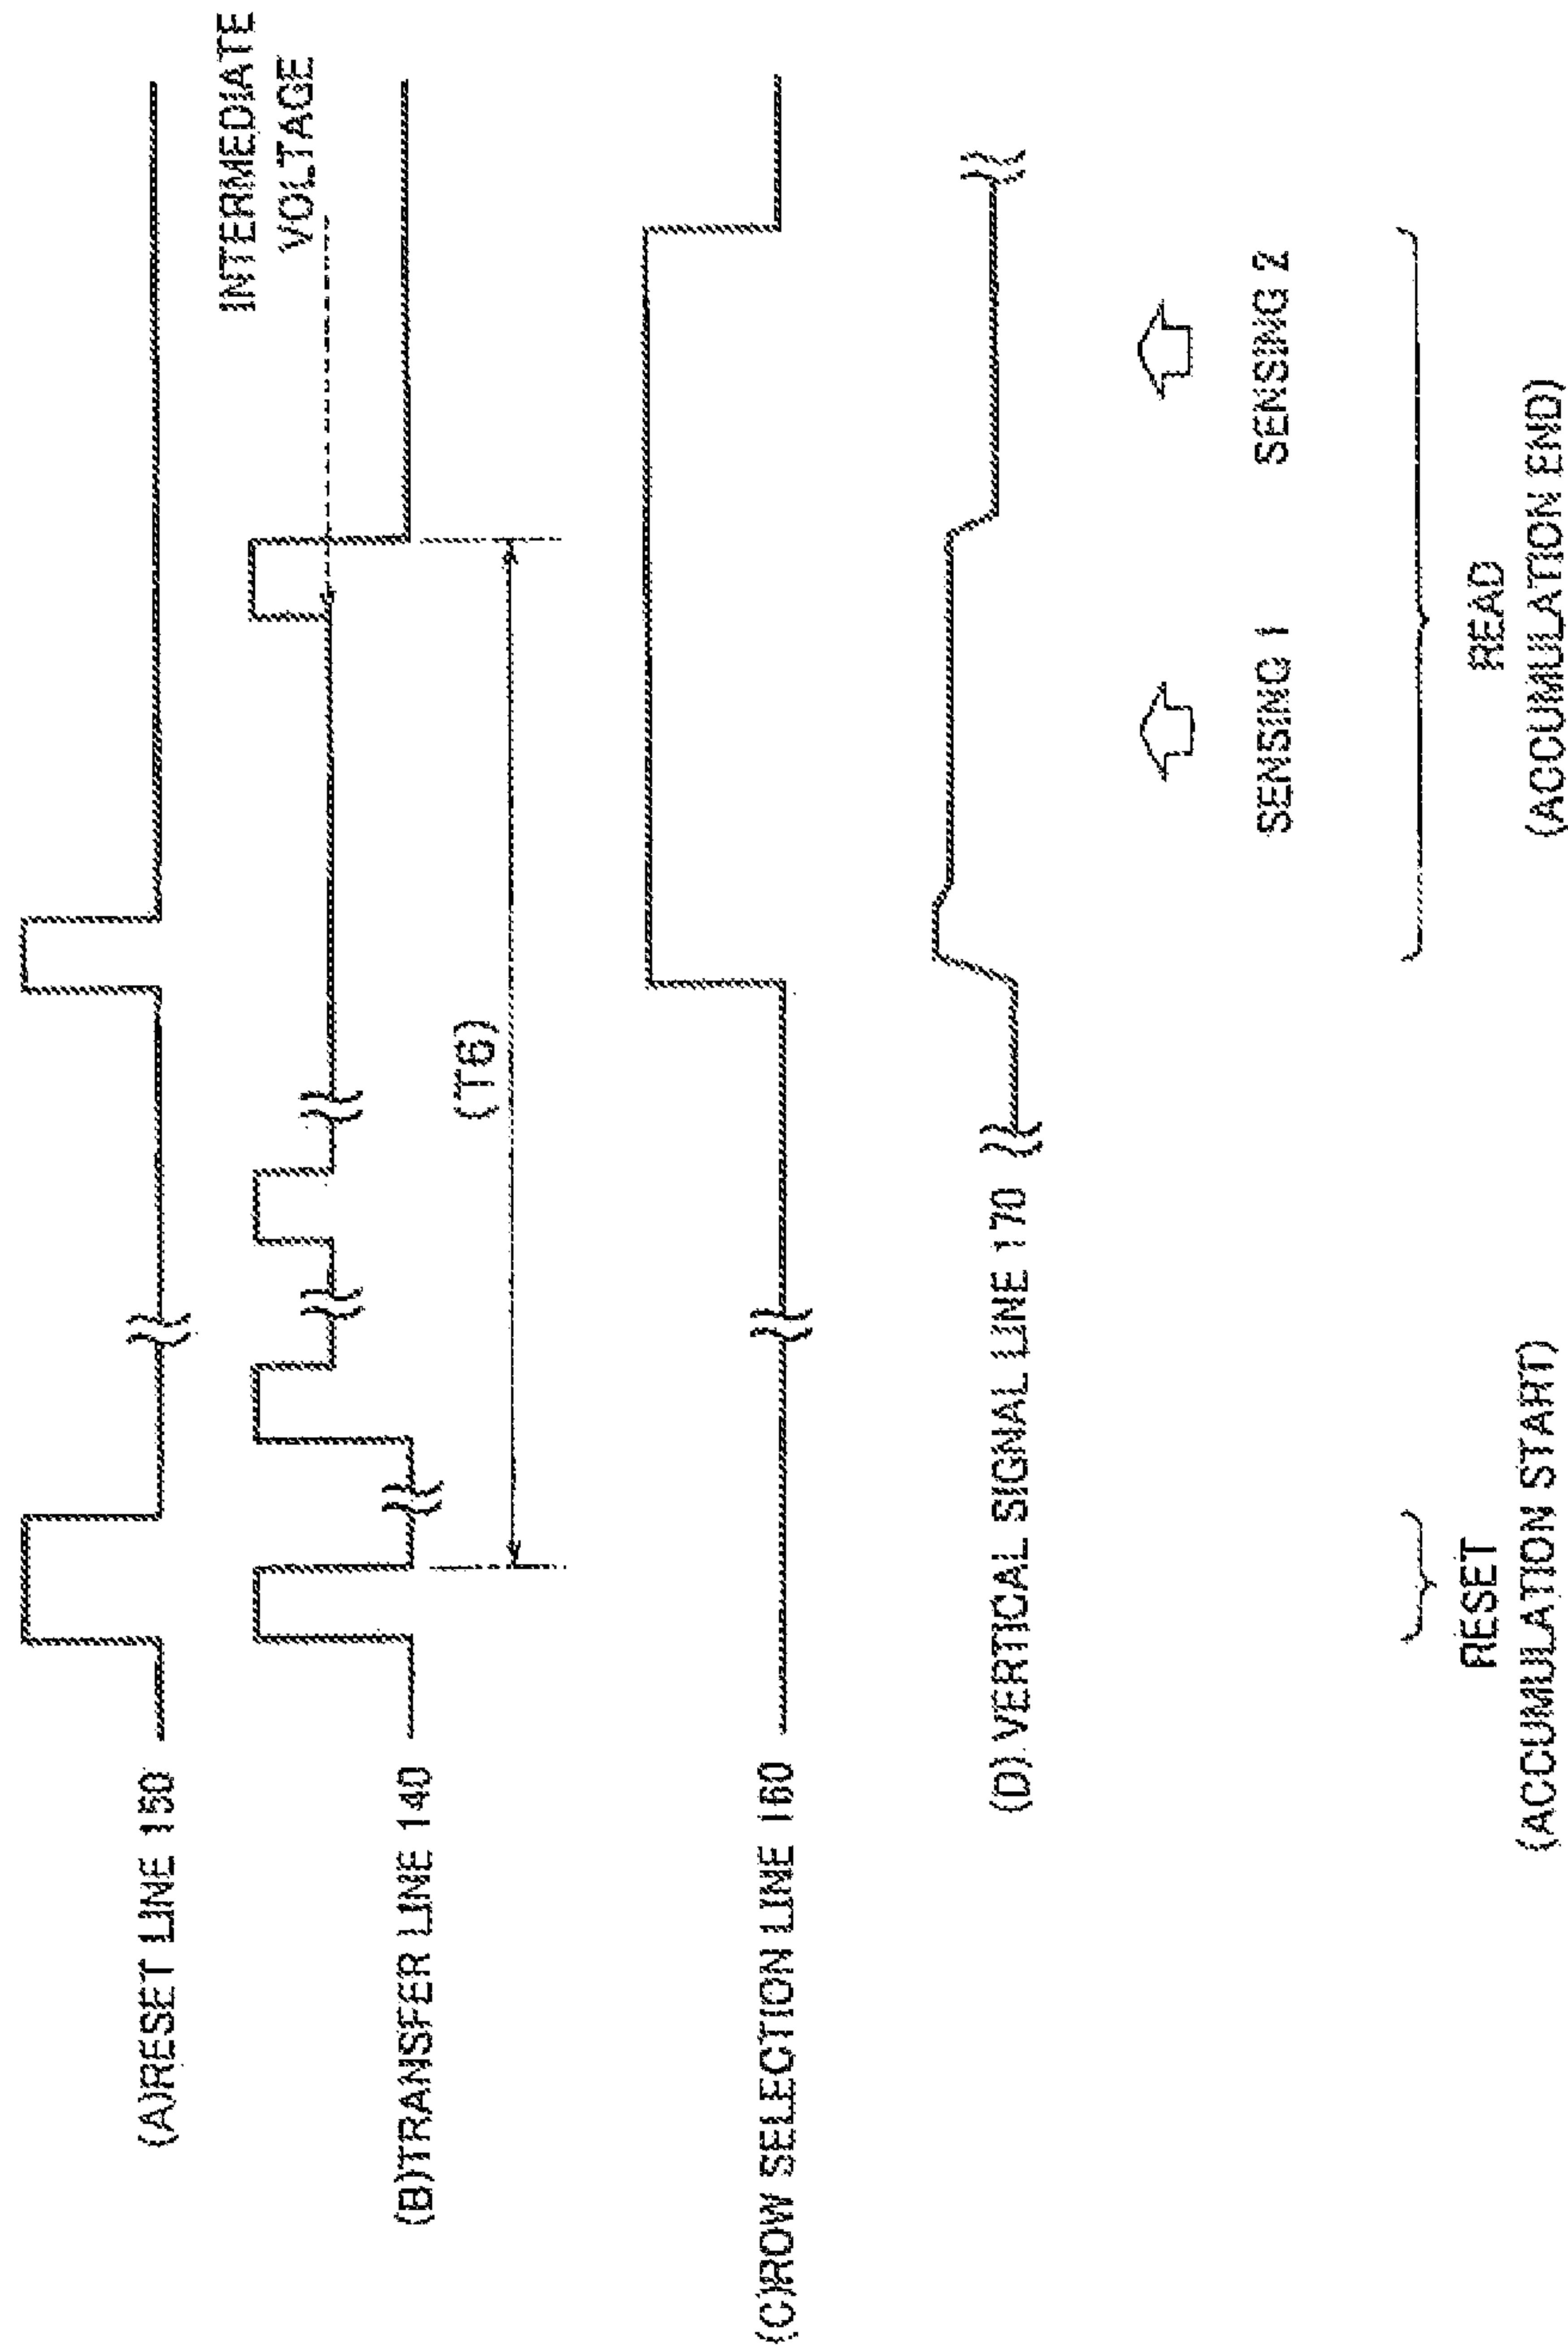 (A)RESET LINE 150
INTERMEDIATE
VOLTAGE
(B)TRANSFER LINE 140
(T6)
(C)ROW SELECTION LINE 160
(D) VERTICAL SIGNAL LINE 170
SENSING 1
SENSING 2
RESET
(ACCUMULATION START)
READ
(ACCUMULATION END)